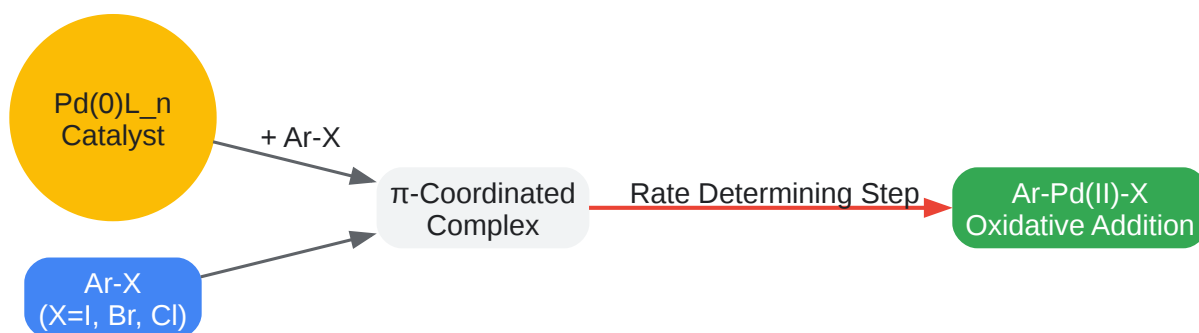 Pd(0)L_n
Catalyst
+ Ar-X
Ar-X
(X=I, Br, Cl)
π-Coordinated
Complex
Rate Determining Step
Ar-Pd(II)-X
Oxidative Addition